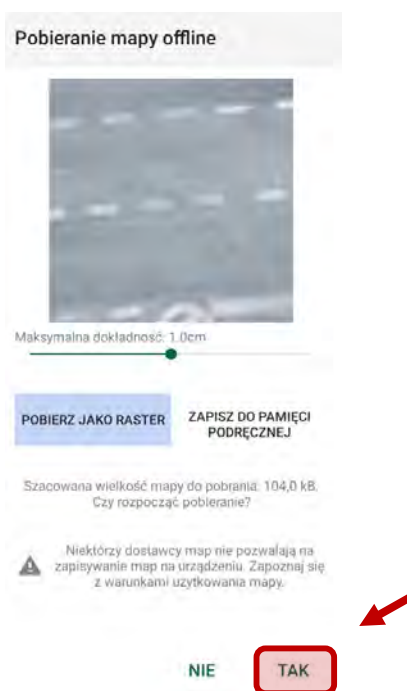 Pobieranie mapy offline
Maksymalna dokładność: 1.0cm
POBIERZ JAKO RASTER
ZAPISZ DO PAMIĘCI
PODRĘCZNEJ
Szacowana wielkość mapy do pobrania: 104,0 kB.
Czy rozpocząć pobieranie?
Niektórzy dostawcy map nie pozwalają na
zapisywanie map na urządzeniu. Zapoznaj się
z warunkami użytkowania mapy.
NIE
TAK